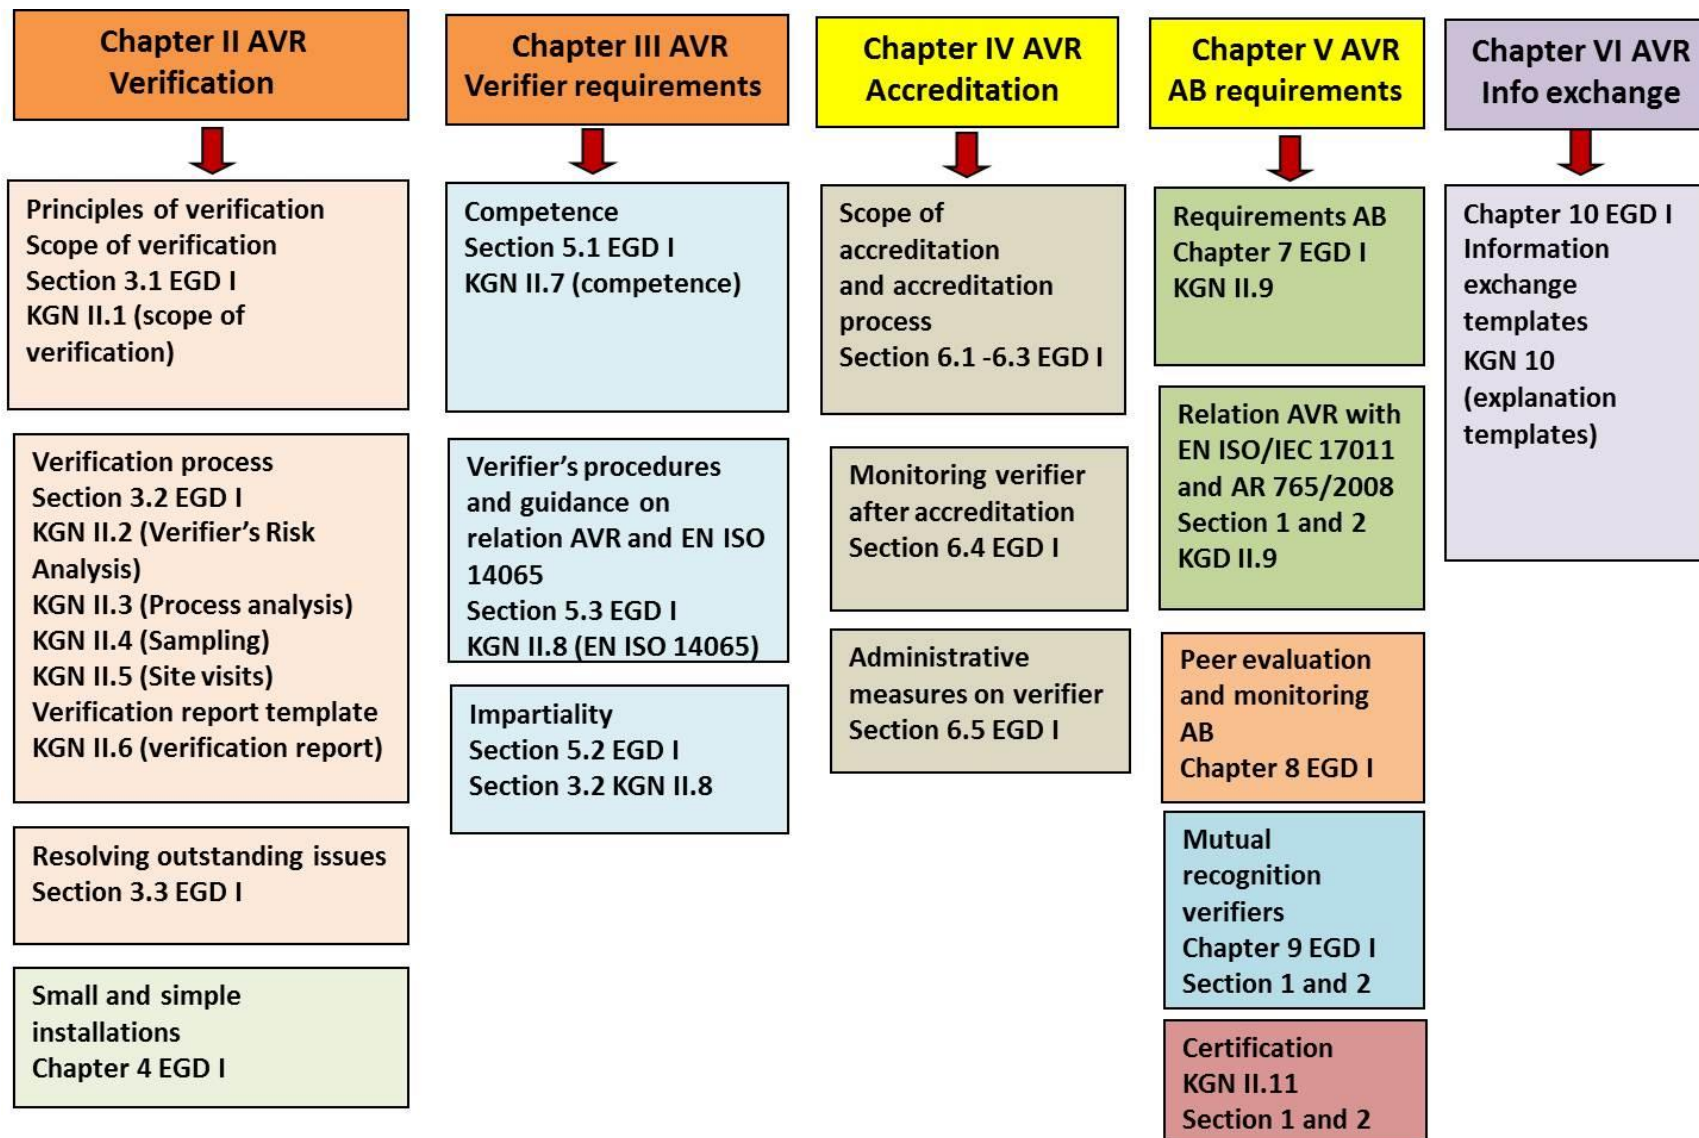 Chapter II AVR
Verification
Principles of verification
Scope of verification
Section 3.1 EGD I
KGN II.1 (scope of
verification)
Verification process
Section 3.2 EGD I
KGN II.2 (Verifier's Risk
Analysis)
KGN II.3 (Process analysis)
KGN II.4 (Sampling)
KGN II.5 (Site visits)
Verification report template
KGN II.6 (verification report)
Resolving outstanding issues
Section 3.3 EGD I
Small and simple
installations
Chapter 4 EGD I
Chapter III AVR
Verifier requirements
Competence
Section 5.1 EGD I
KGN II.7 (competence)
Verifier's procedures
and guidance on
relation AVR and EN ISO
14065
Section 5.3 EGD I
KGN II.8 (EN ISO 14065)
Impartiality
Section 5.2 EGD I
Section 3.2 KGN II.8
Chapter IV AVR
Accreditation
Scope of
accreditation
and accreditation
process
Section 6.1 -6.3 EGD I
Monitoring verifier
after accreditation
Section 6.4 EGD I
Administrative
measures on verifier
Section 6.5 EGD I
Chapter V AVR
AB requirements
Requirements AB
Chapter 7 EGD I
KGN II.9
Relation AVR with
EN ISO/IEC 17011
and AR 765/2008
Section 1 and 2
KGD II.9
Peer evaluation
and monitoring
AB
Chapter 8 EGD I
Mutual
recognition
verifiers
Chapter 9 EGD I
Section 1 and 2
Certification
KGN II.11
Section 1 and 2
Chapter VI AVR
Info exchange
Chapter 10 EGD I
Information
exchange
templates
KGN 10
(explanation
templates)